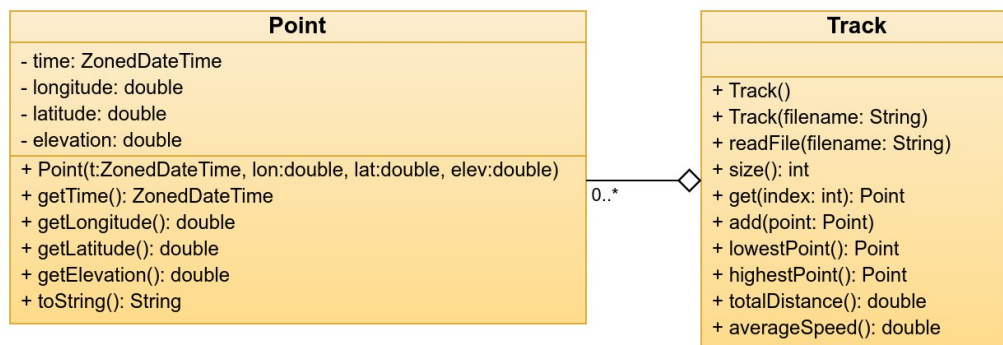 Point
- time: ZonedDateTime
- longitude: double
- latitude: double
- elevation: double
+ Point(t:ZonedDateTime, lon:double, lat:double, elev:double)
+ getTime(): ZonedDateTime
+ getLongitude(): double
+ getLatitude(): double
+ getElevation(): double
+ toString(): String
0..*
Track
+ Track()
+ Track(filename: String)
+ readFile(filename: String)
+ size(): int
+ get(index: int): Point
+ add(point: Point)
+ lowestPoint(): Point
+ highestPoint(): Point
+ totalDistance(): double
+ averageSpeed(): double